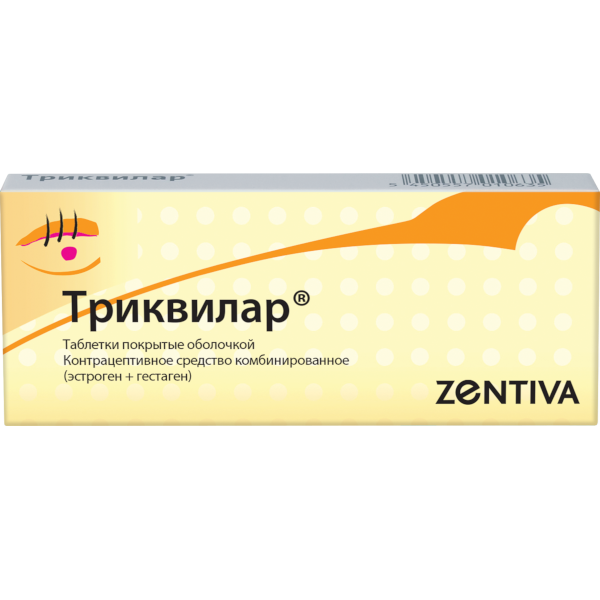 Триквилар®
Триквилар®
Таблетки покрытые оболочкой
Контрацептивное средство комбинированное
(эстроген + гестаген)
ZENTIVA